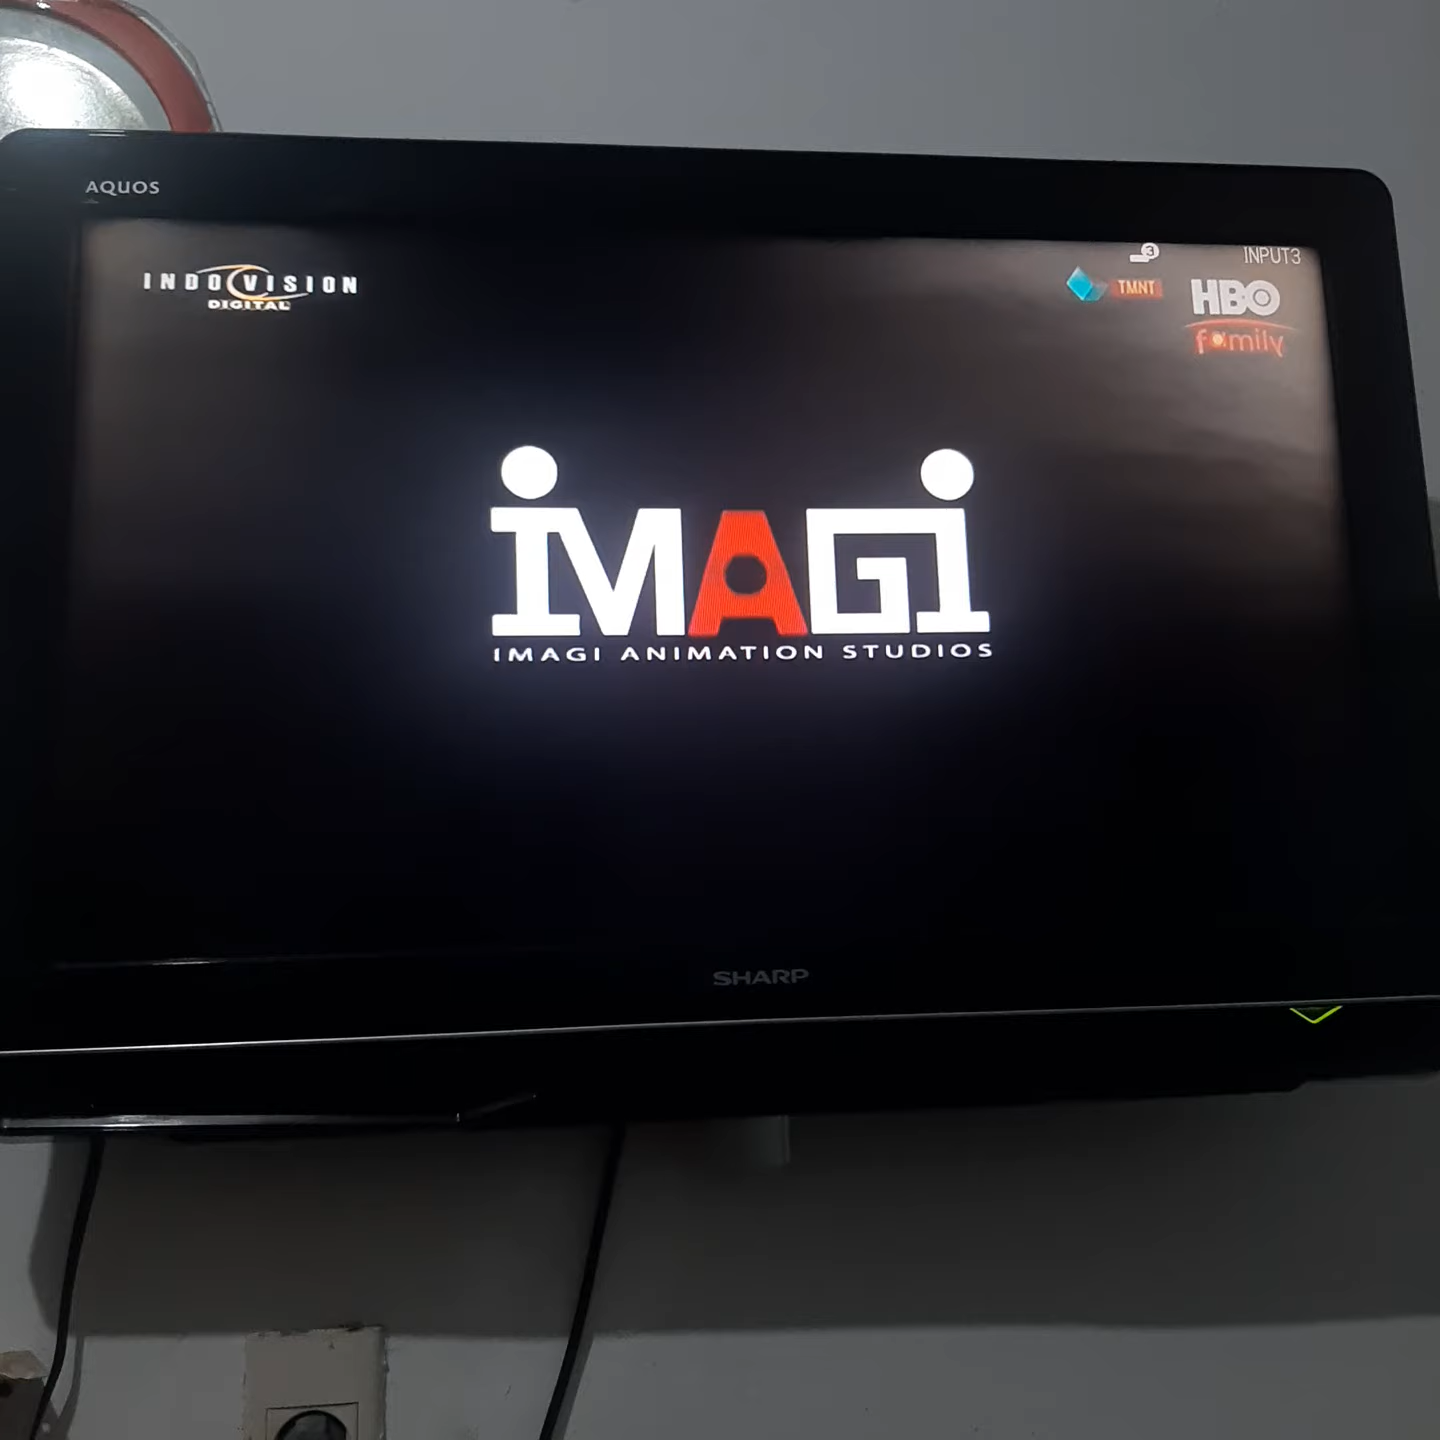 AQUOS
INDOVISION
DIGITAL
3
INPUT3
TMNT
HBO
family
iMAGi
IMAGI ANIMATION STUDIOS
SHARP